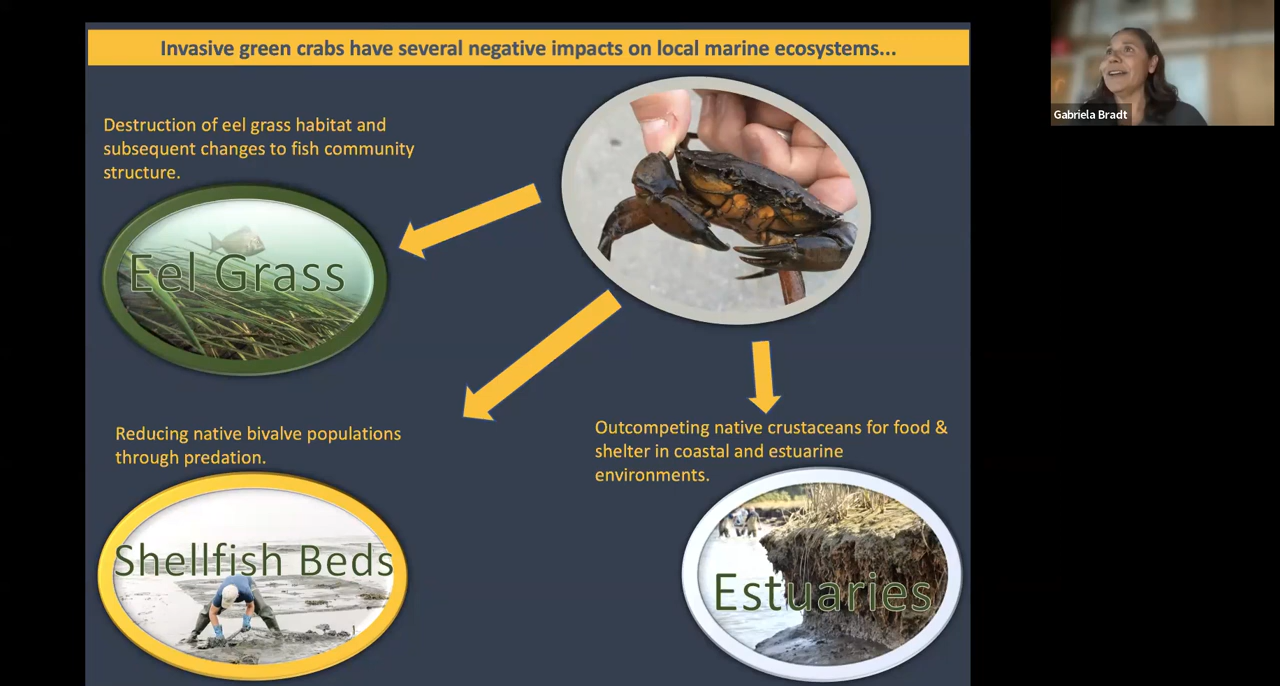 Invasive green crabs have several negative impacts on local marine ecosystems...
Gabriela Bradt
Destruction of eel grass habitat and
subsequent changes to fish community
structure.
Eel Grass
Reducing native bivalve populations
through predation.
Shellfish Beds
Outcompeting native crustaceans for food &
shelter in coastal and estuarine
environments.
Estuaries